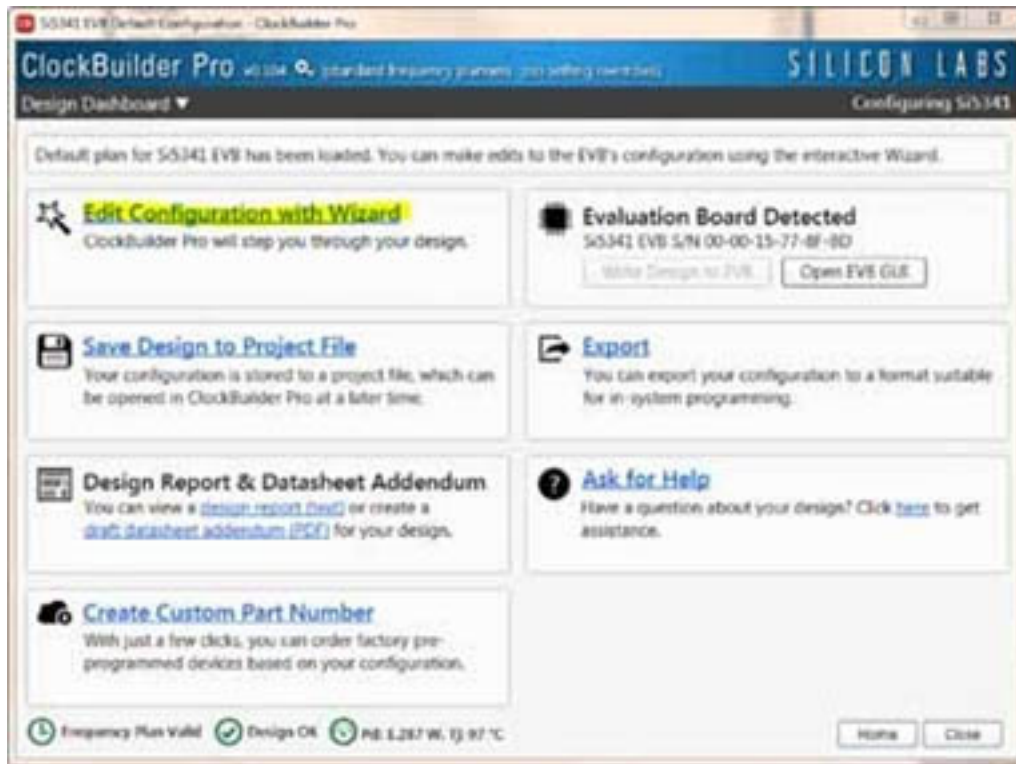 Si5341 EVB Default Configuration - ClockBuilder Pro
ClockBuilder Pro
SILICON LABS
Design Dashboard ▼
Configuring Si5341
Default plan for Si5341 EVB has been loaded. You can make edits to the EVB's configuration using the interactive Wizard.
Edit Configuration with Wizard
ClockBuilder Pro will step you through your design.
Evaluation Board Detected
Si5341 EVB S/N 00-00-15-77-8F-8D
Write Design to EVB
Open EVB GUI
Save Design to Project File
Your configuration is stored to a project file, which can
be opened in ClockBuilder Pro at a later time.
Export
You can export your configuration to a format suitable
for in-system programming.
Design Report & Datasheet Addendum
You can view a design report (text) or create a
draft datasheet addendum (PDF) for your design.
Ask for Help
Have a question about your design? Click here to get
assistance.
Create Custom Part Number
With just a few clicks, you can order factory pre-
programmed devices based on your configuration.
Frequency Plan Valid
Design OK
Pd: 1.287 W, Tj: 97 °C
Home
Close